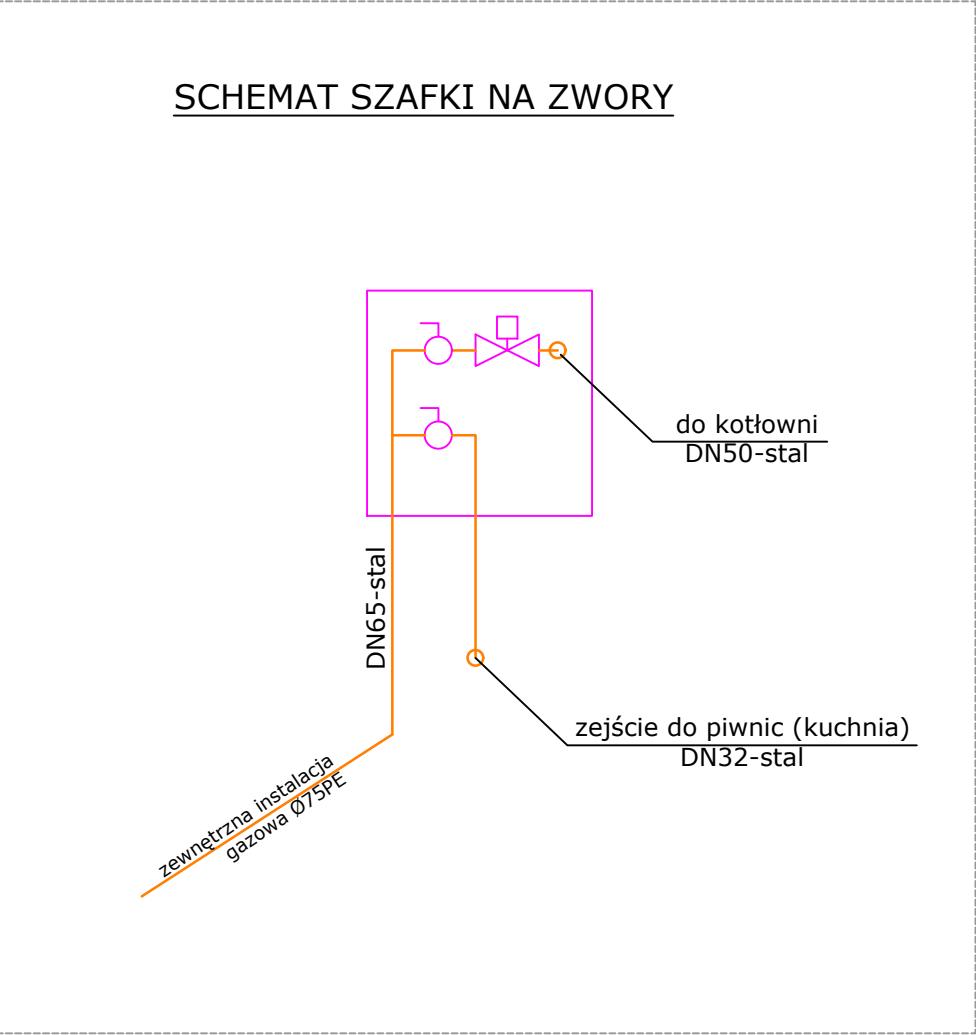 SCHEMAT SZAFKI NA ZWORY
do kotłowni
DN50-stal
DN65-stal
zejście do piwnic (kuchnia)
DN32-stal
zewnętrzna instalacja
gazowa Ø75PE